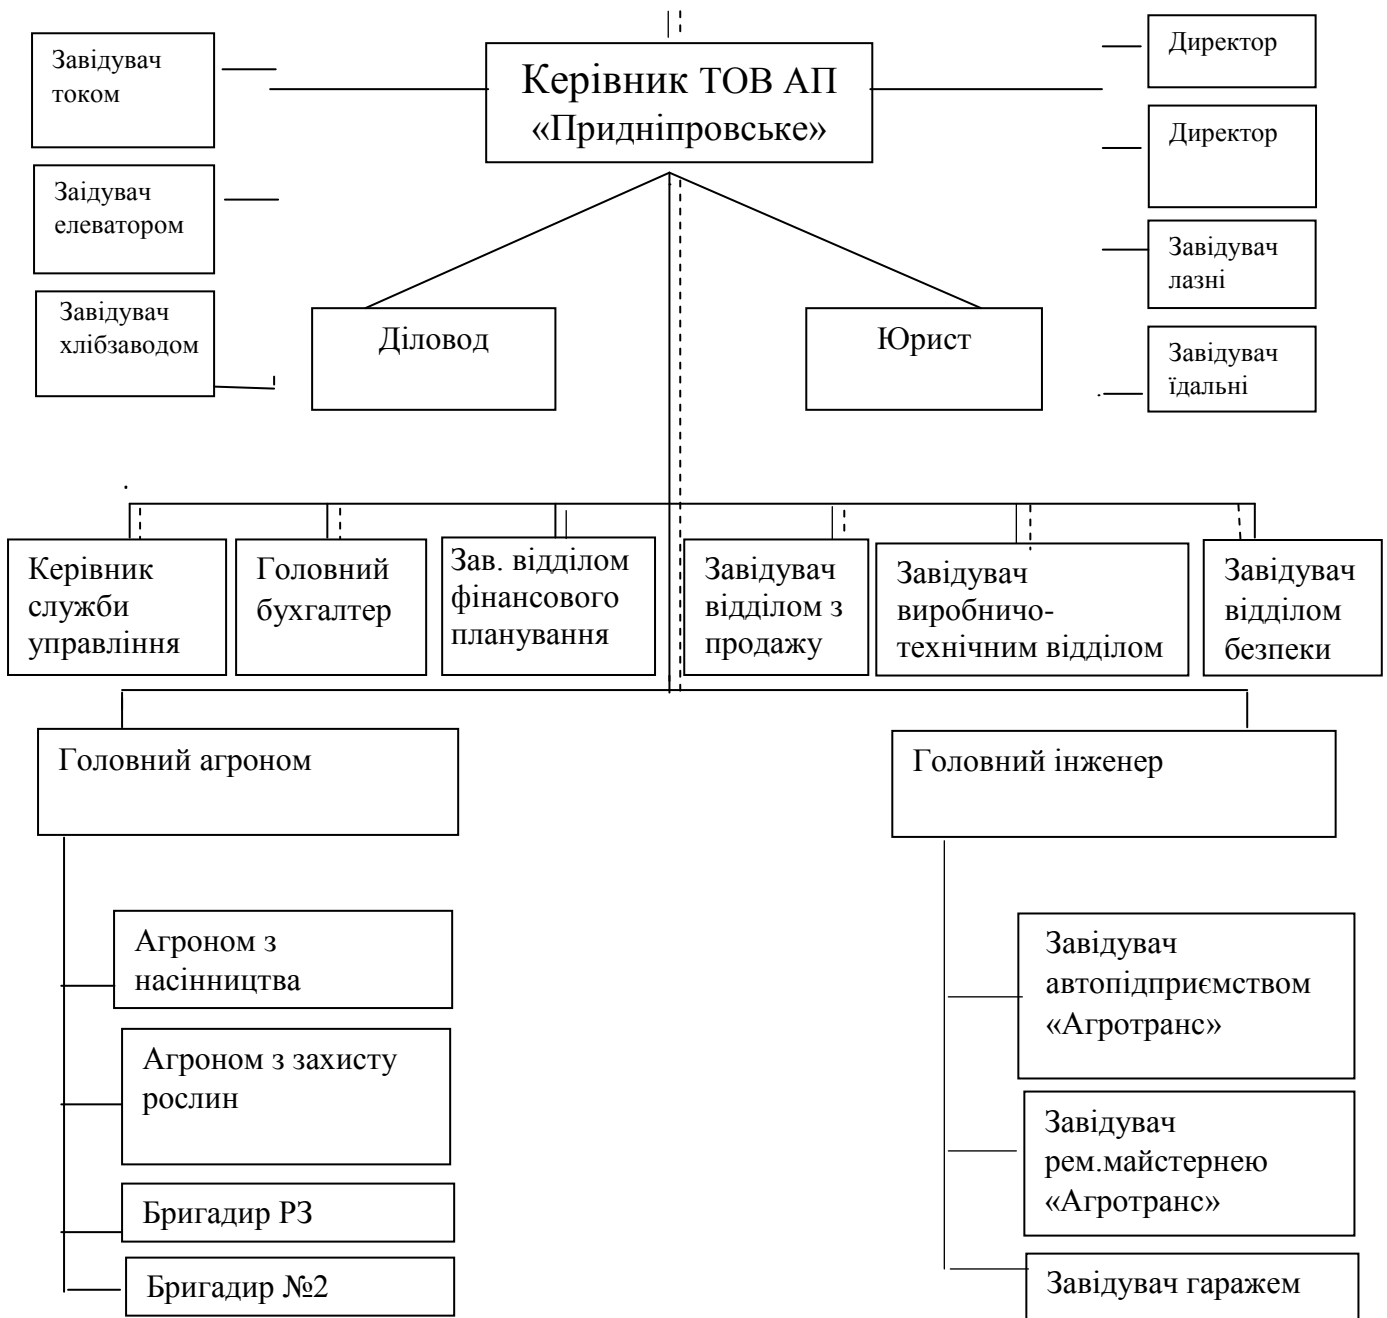 Завідувач
током
Керівник ТОВ АП
«Придніпровське»
Директор
Директор
Заідувач
елеватором
Завідувач
лазні
Завідувач
хлібзаводом
Діловод
Юрист
Завідувач
їдальні
Керівник
служби
управління
Головний
бухгалтер
Зав. відділом
фінансового
планування
Завідувач
відділом з
продажу
Завідувач
виробничо-
технічним відділом
Завідувач
відділом
безпеки
Головний агроном
Головний інженер
Агроном з
насінництва
Агроном з захисту
рослин
Бригадир РЗ
Бригадир №2
Завідувач
автопідприємством
«Агротранс»
Завідувач
рем.майстернею
«Агротранс»
Завідувач гаражем